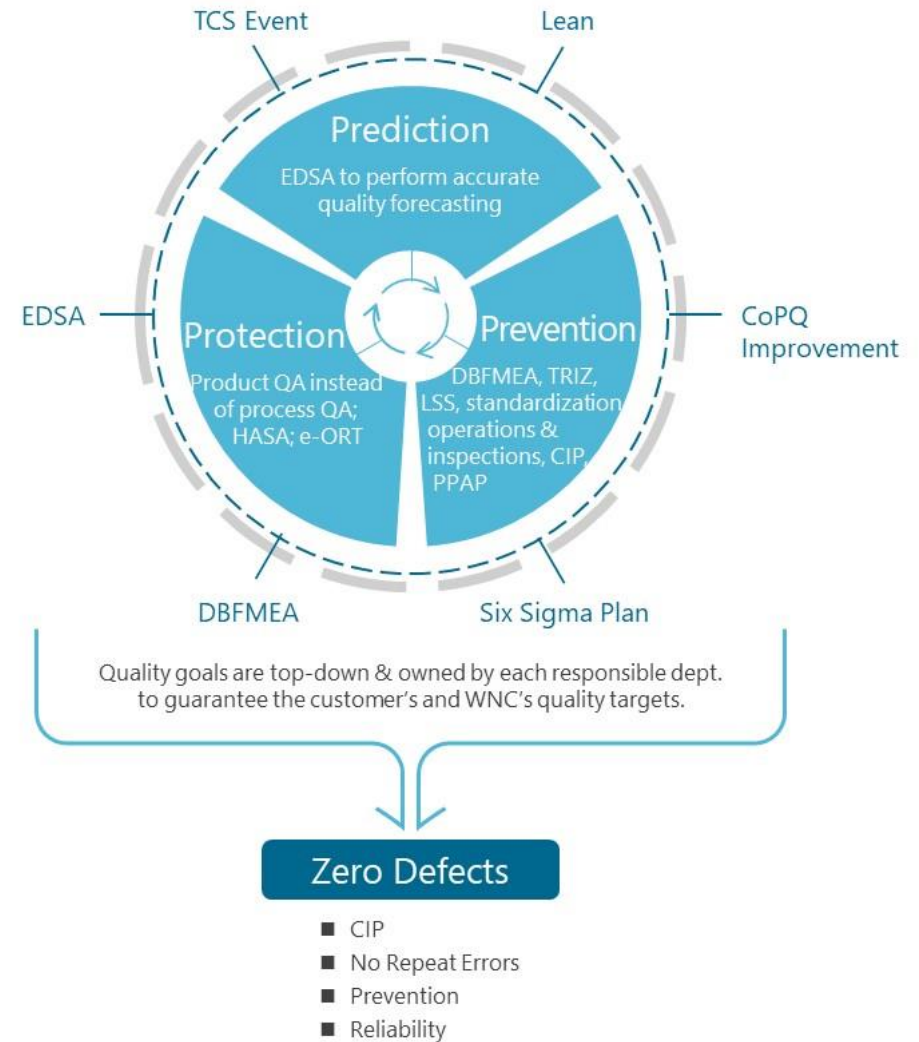 TCS Event
Lean
Prediction
EDSA to perform accurate
quality forecasting
EDSA
Protection
Product QA instead
of process QA;
HASA; e-ORT
Prevention
DBFMEA, TRIZ,
LSS, standardization
operations &
inspections, CIP,
PPAP
CoPQ
Improvement
DBFMEA
Six Sigma Plan
Quality goals are top-down & owned by each responsible dept.
to guarantee the customer's and WNC's quality targets.
Zero Defects
■ CIP
■ No Repeat Errors
■ Prevention
■ Reliability